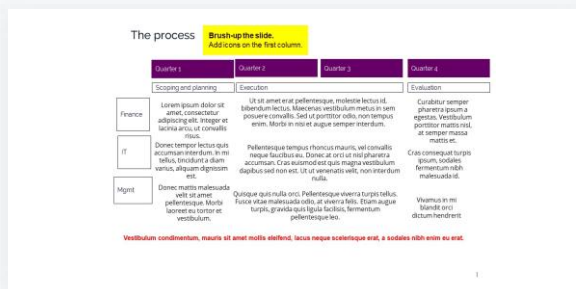 The process
Brush-up the slide.
Add icons on the first column.
Quarter 1
Quarter 2
Quarter 3
Quarter 4
Scoping and planning
Execution
Evaluation
Finance
Lorem ipsum dolor sit
amet, consectetur
adipiscing elit. Integer et
lacinia arcu, ut convallis
risus.
Ut sit amet erat pellentesque, molestie lectus id,
bibendum lectus. Maecenas vestibulum metus in sem
posuere convallis. Sed ut porttitor odio, non tempus
enim. Morbi in nisi et augue semper interdum.
Curabitur semper
pharetra ipsum a
egestas. Vestibulum
porttitor mattis nisl,
at semper massa
mattis et.
IT
Donec tempor lectus quis
accumsan interdum. In mi
tellus, tincidunt a diam
varius, aliquam dignissim
est.
Pellentesque tempus rhoncus mauris, vel convallis
neque faucibus eu. Donec at orci ut nisl pharetra
accumsan. Cras euismod est quis magna vestibulum
dapibus sed non est. Ut ut venenatis velit, non interdum
nulla.
Cras consequat turpis
ipsum, sodales
fermentum nibh
malesuada id.
Mgmt
Donec mattis malesuada
velit sit amet
pellentesque. Morbi
laoreet eu tortor et
vestibulum.
Quisque quis nulla orci. Pellentesque viverra turpis tellus.
Fusce vitae malesuada odio, at viverra felis. Etiam augue
turpis, gravida quis ligula facilisis, fermentum
pellentesque leo.
Vivamus in mi
blandit orci
dictum hendrerit
Vestibulum condimentum, mauris sit amet mollis eleifend, lacus neque scelerisque erat, a sodales nibh enim eu erat.
1